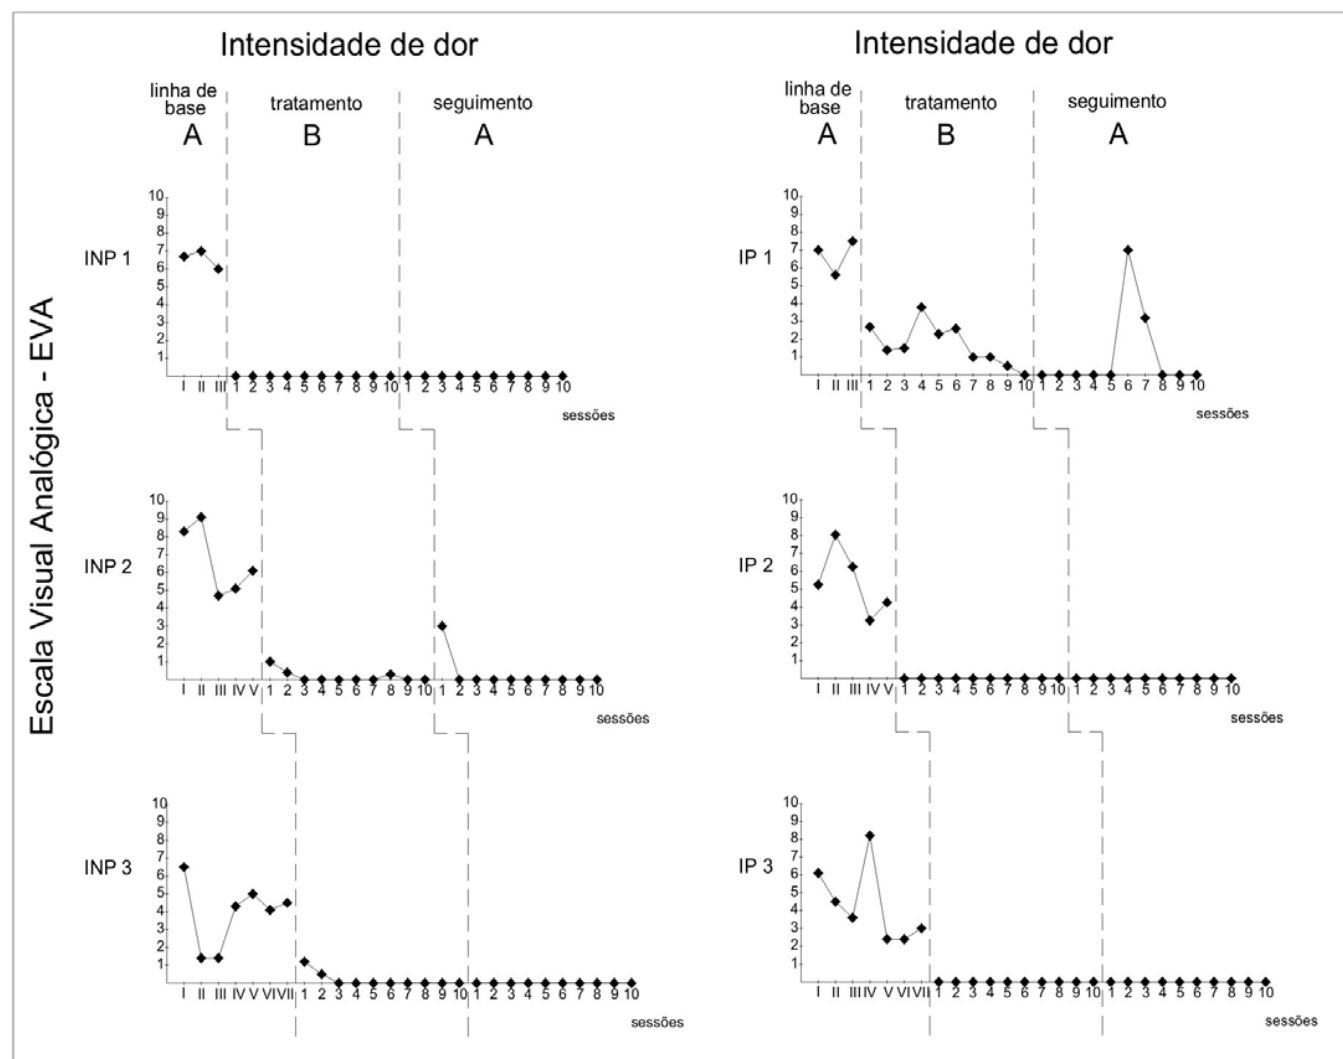 Intensidade de dor
linha de base
tratamento
seguimento
A
B
A
Intensidade de dor
linha de base
tratamento
seguimento
A
B
A
Escala Visual Analógica - EVA
INP 1
10
9
8
7
6
5
4
3
2
1
I II III 1 2 3 4 5 6 7 8 9 10 1 2 3 4 5 6 7 8 9 10
sessões
IP 1
10
9
8
7
6
5
4
3
2
1
I II III 1 2 3 4 5 6 7 8 9 10 1 2 3 4 5 6 7 8 9 10
sessões
INP 2
10
9
8
7
6
5
4
3
2
1
I II III IV V 1 2 3 4 5 6 7 8 9 10 1 2 3 4 5 6 7 8 9 10
sessões
IP 2
10
9
8
7
6
5
4
3
2
1
I II III IV V 1 2 3 4 5 6 7 8 9 10 1 2 3 4 5 6 7 8 9 10
sessões
INP 3
10
9
8
7
6
5
4
3
2
1
I II III IV V VI VII 1 2 3 4 5 6 7 8 9 10 1 2 3 4 5 6 7 8 9 10
sessões
IP 3
10
9
8
7
6
5
4
3
2
1
I II III IV V VI VII 1 2 3 4 5 6 7 8 9 10 1 2 3 4 5 6 7 8 9 10
sessões